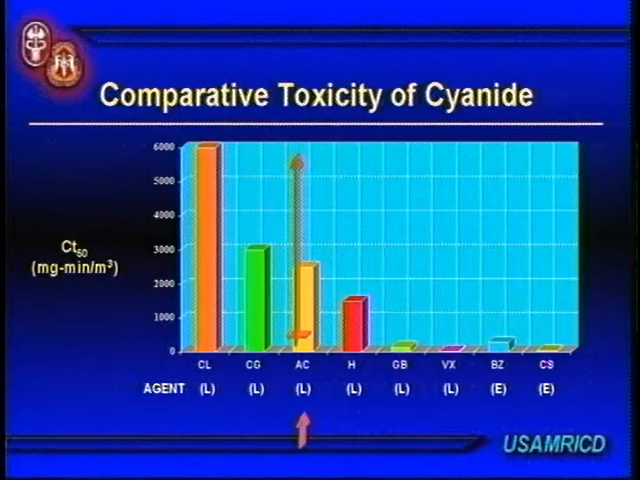 Comparative Toxicity of Cyanide
Ct50
(mg-min/m³)
6000
5000
4000
3000
2000
1000
0
CL CG AC H GB VX BZ CS
AGENT (L) (L) (L) (L) (L) (L) (E) (E)
USAMRICD